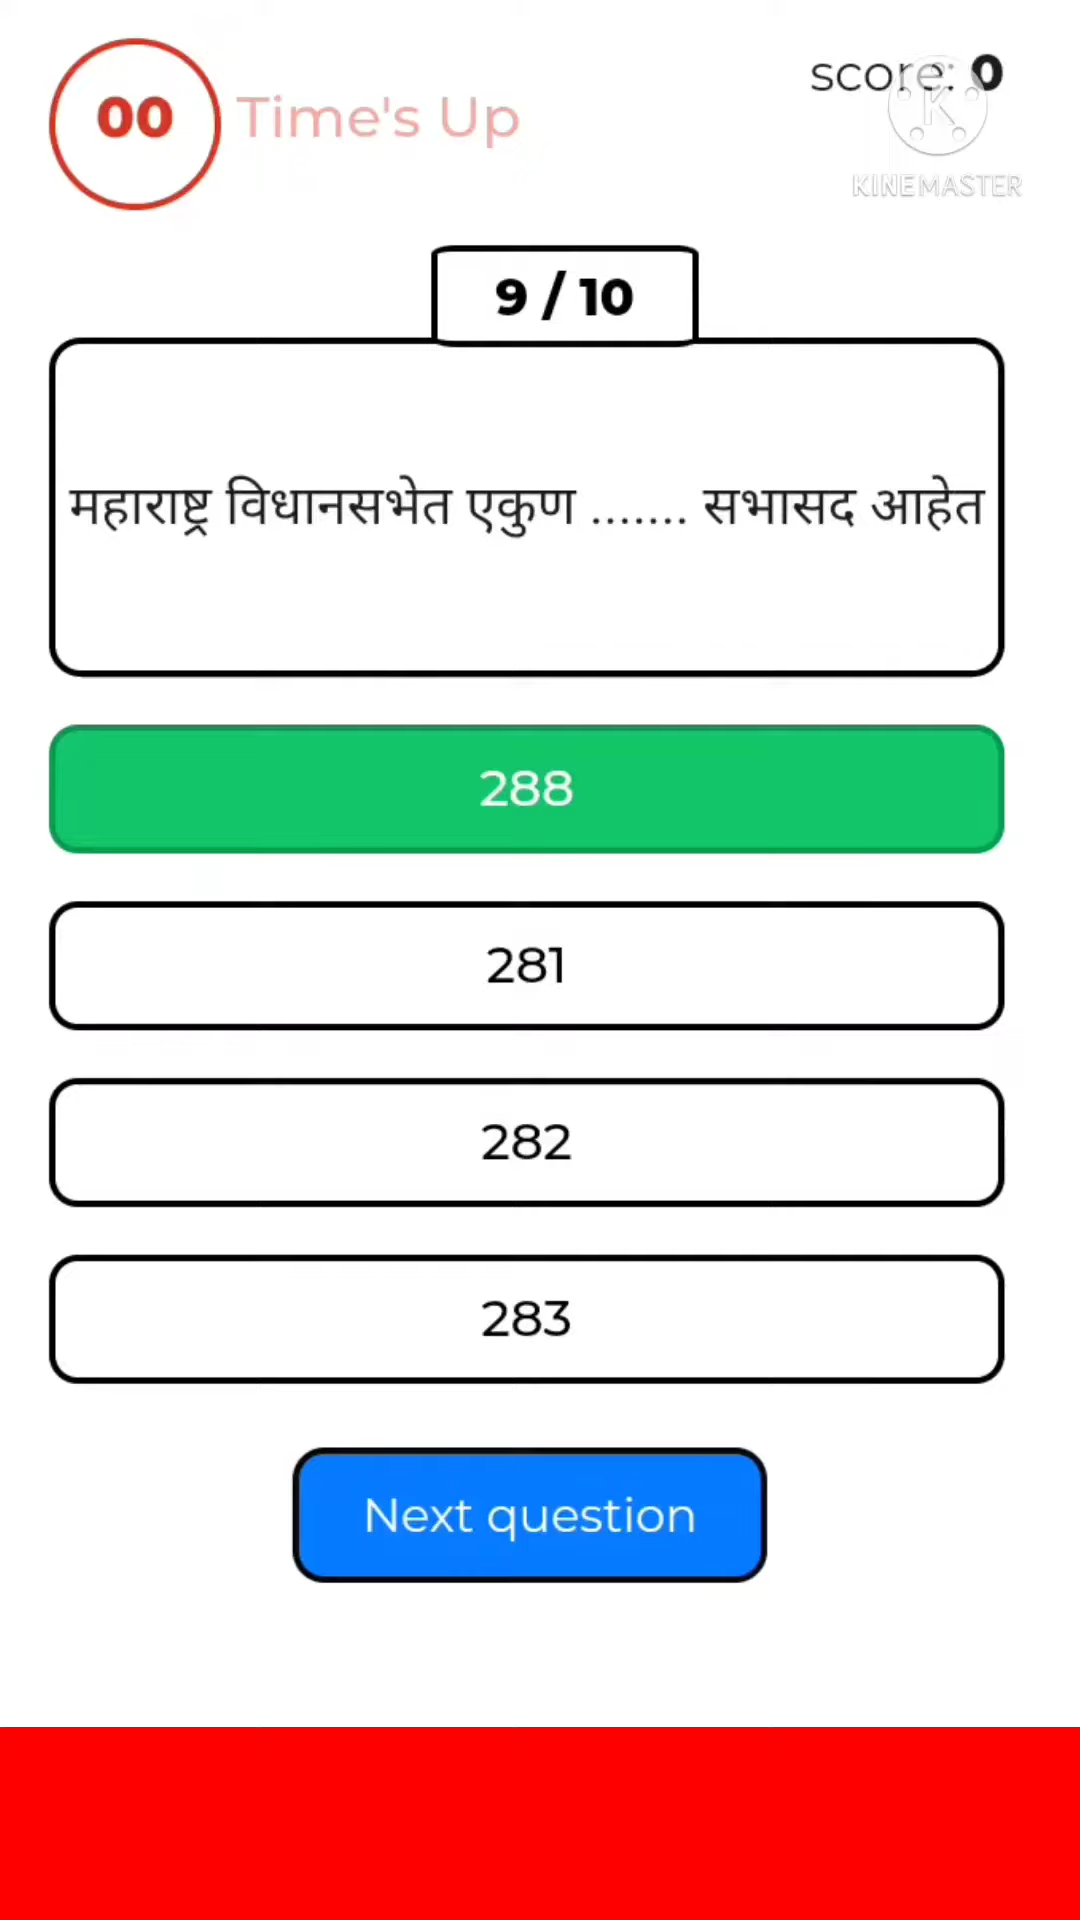 00 Time's Up
score: 0
KINEMASTER
9 / 10
महाराष्ट्र विधानसभेत एकुण ....... सभासद आहेत
288
281
282
283
Next question